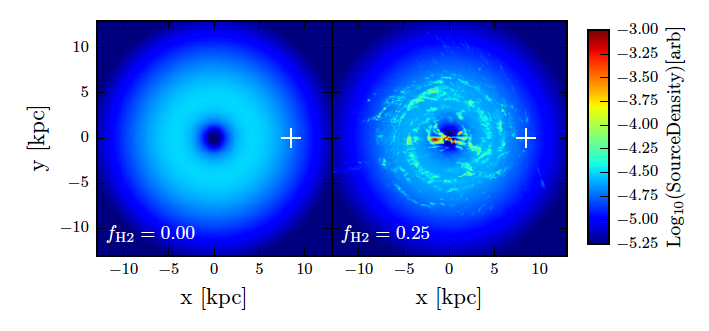 10
5
0
−5
−10
y [kpc]
f_H2 = 0.00
f_H2 = 0.25
−10 −5 0 5 10
−10 −5 0 5 10
x [kpc]
x [kpc]
−3.00
−3.25
−3.50
−3.75
−4.00
−4.25
−4.50
−4.75
−5.00
−5.25
Log₁₀(SourceDensity)[arb]